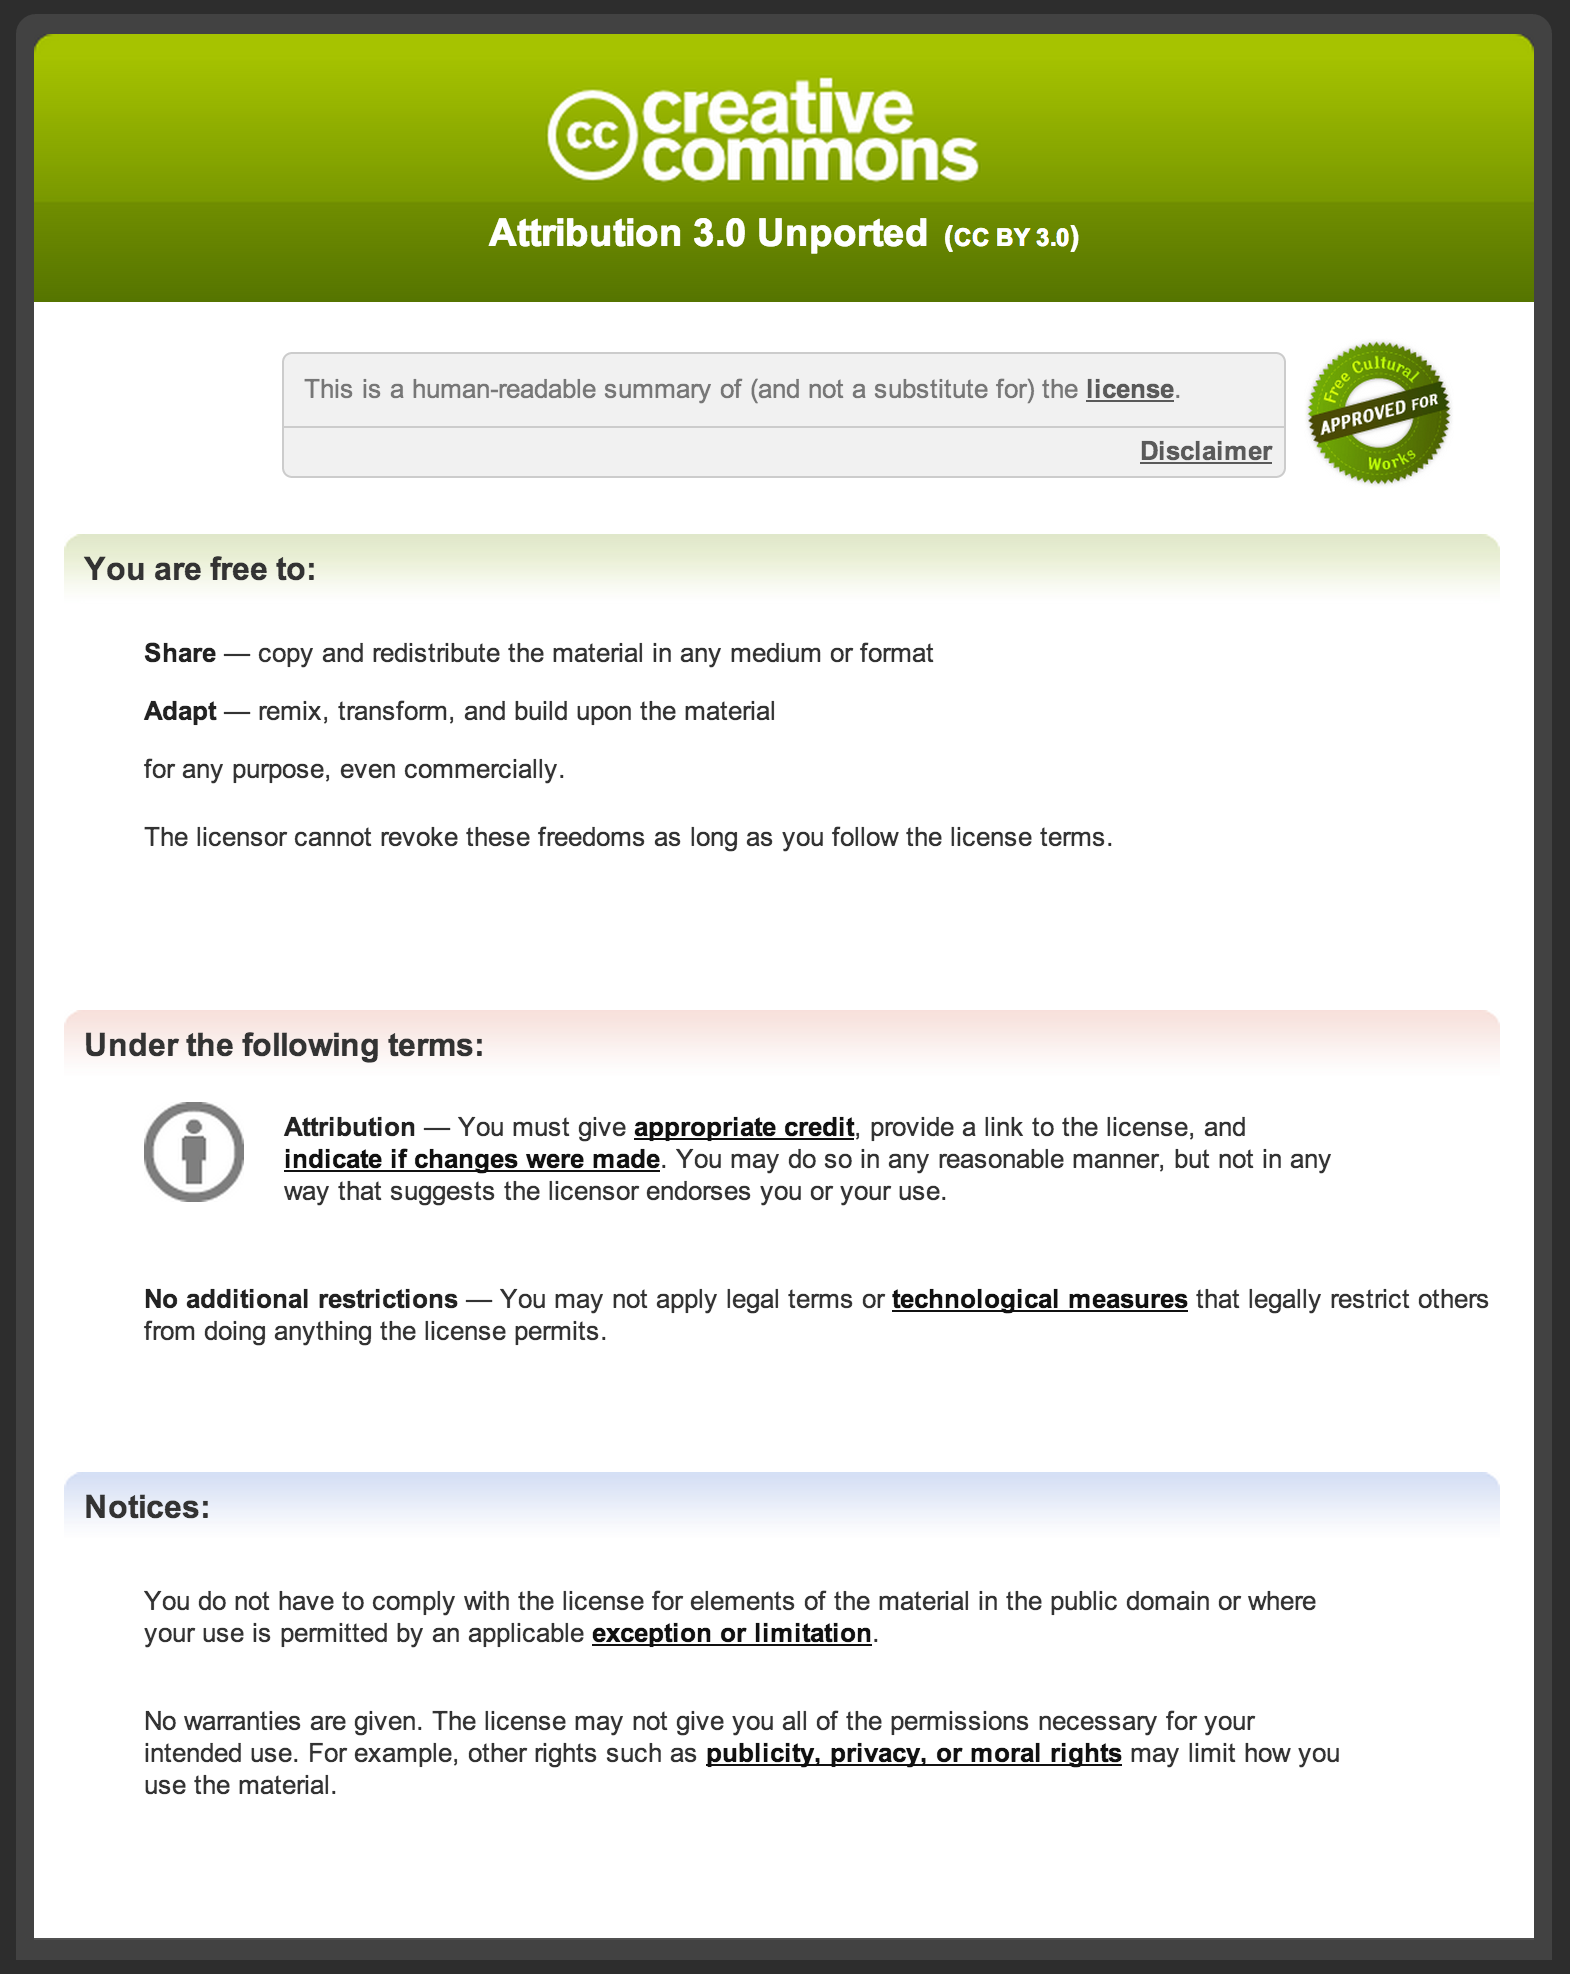 cc creative
commons
Attribution 3.0 Unported (CC BY 3.0)
This is a human-readable summary of (and not a substitute for) the license.
Disclaimer
Free Cultural
APPROVED FOR
Works
You are free to:
Share — copy and redistribute the material in any medium or format
Adapt — remix, transform, and build upon the material
for any purpose, even commercially.
The licensor cannot revoke these freedoms as long as you follow the license terms.
Under the following terms:
Attribution — You must give appropriate credit, provide a link to the license, and
indicate if changes were made. You may do so in any reasonable manner, but not in any
way that suggests the licensor endorses you or your use.
No additional restrictions — You may not apply legal terms or technological measures that legally restrict others
from doing anything the license permits.
Notices:
You do not have to comply with the license for elements of the material in the public domain or where
your use is permitted by an applicable exception or limitation.
No warranties are given. The license may not give you all of the permissions necessary for your
intended use. For example, other rights such as publicity, privacy, or moral rights may limit how you
use the material.